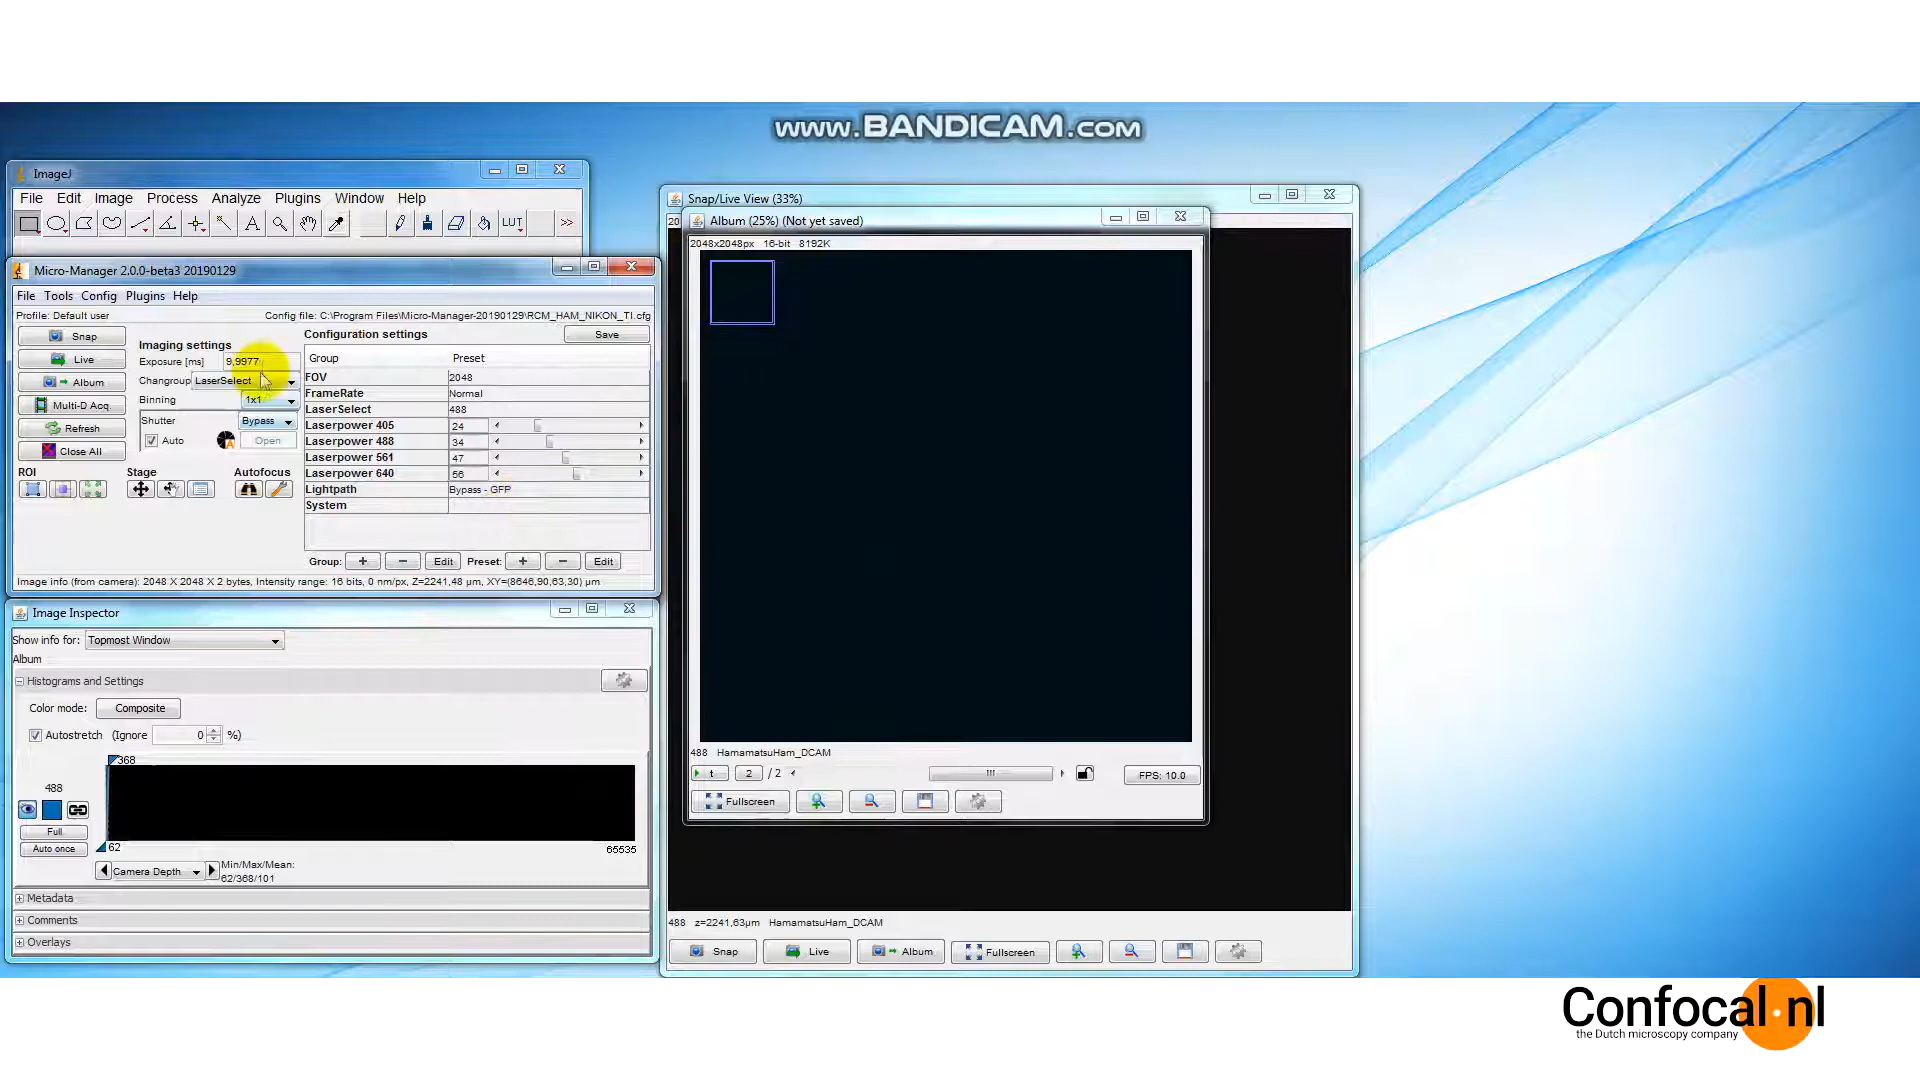 www.BANDICAM.com
ImageJ
File Edit Image Process Analyze Plugins Window Help
LUT >>
Micro-Manager 2.0.0-beta3 20190129
File Tools Config Plugins Help
Profile: Default user
Config file: C:\Program Files\Micro-Manager-20190129\RCM_HAM_NIKON_TI.cfg
Snap
Live
Album
Multi-D Acq.
Refresh
Close All
Imaging settings
Exposure [ms] 9,9977
Changroup LaserSelect
Binning 1x1
Shutter Bypass
Auto Open
ROI Stage Autofocus
Configuration settings Save
Group Preset
FOV 2048
FrameRate Normal
LaserSelect 488
Laserpower 405 24
Laserpower 488 34
Laserpower 561 47
Laserpower 640 56
Lightpath Bypass - GFP
System
Group: + − Edit Preset: + − Edit
Image info (from camera): 2048 X 2048 X 2 bytes, Intensity range: 16 bits, 0 nm/px, Z=2241,48 µm, XY=(8646,90,63,30) µm
Image Inspector
Show info for: Topmost Window
Album
Histograms and Settings
Color mode: Composite
Autostretch (Ignore 0 %)
368
488
Full
Auto once
62 65535
Camera Depth
Min/Max/Mean:
62/368/101
Metadata
Comments
Overlays
Snap/Live View (33%)
20
Album (25%) (Not yet saved)
2048x2048px 16-bit 8192K
488 HamamatsuHam_DCAM
t 2 / 2 FPS: 10.0
Fullscreen
488 z=2241,63µm HamamatsuHam_DCAM
Snap Live Album Fullscreen
Confocal.nl
the Dutch microscopy company